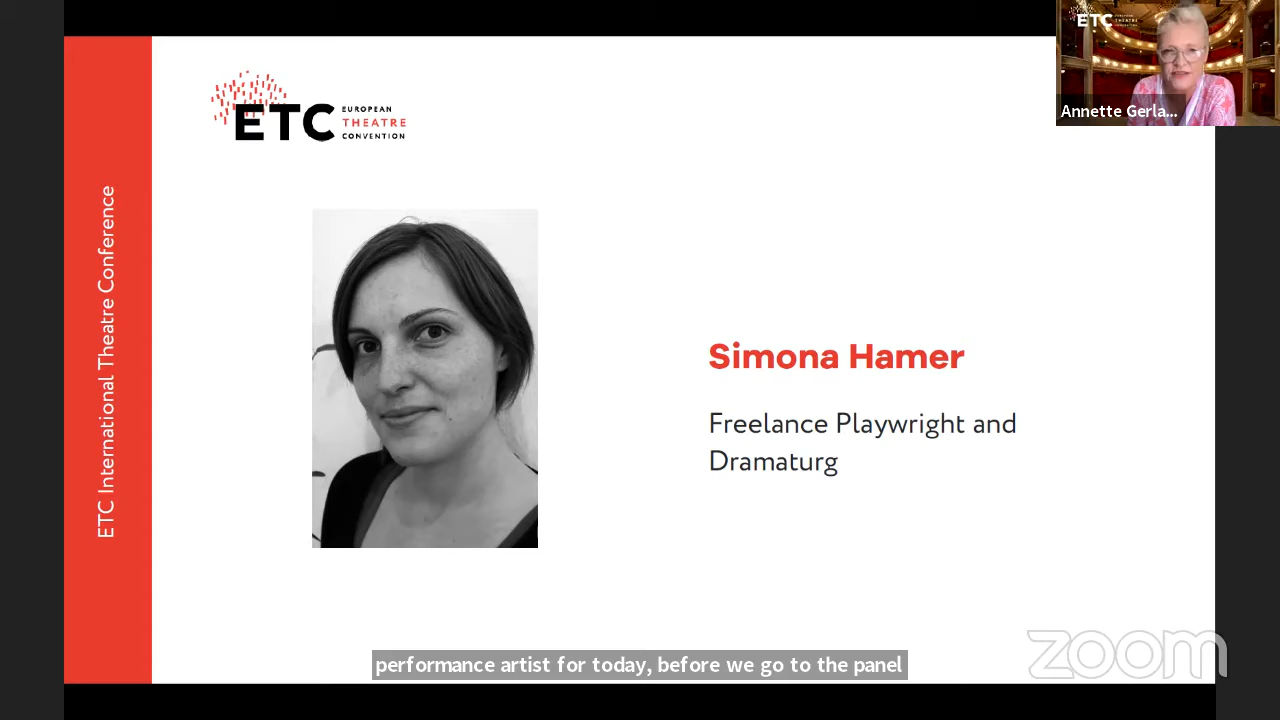 ETC EUROPEAN
THEATRE
CONVENTION
ETC
Annette Gerla...
ETC International Theatre Conference
Simona Hamer
Freelance Playwright and
Dramaturg
performance artist for today, before we go to the panel
zoom